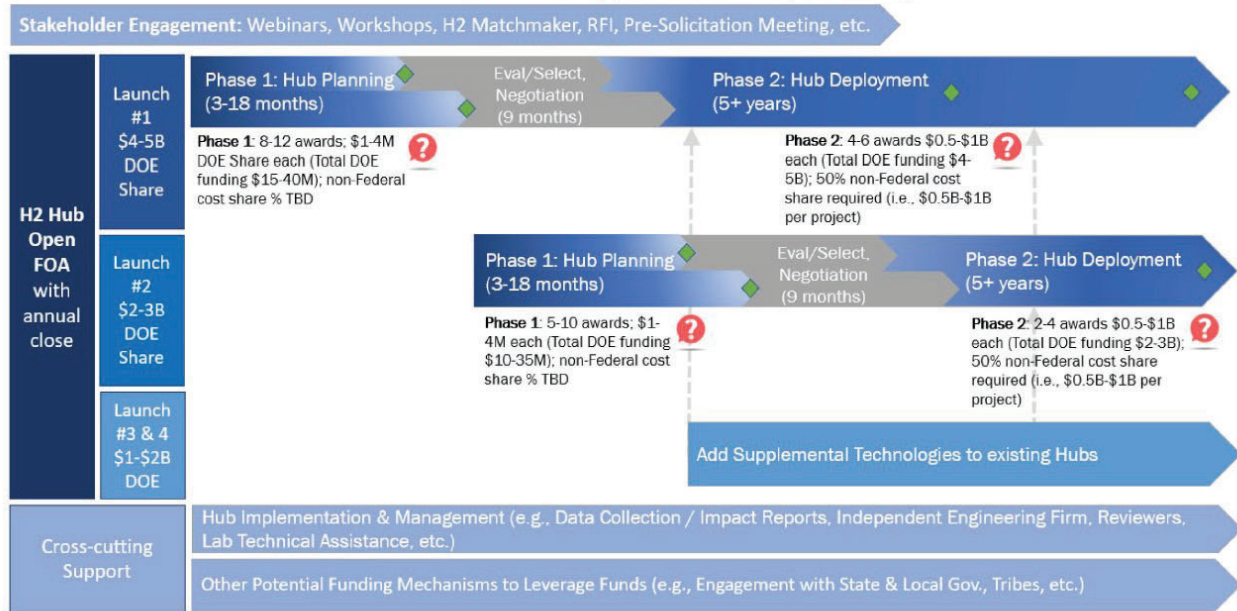 Stakeholder Engagement: Webinars, Workshops, H2 Matchmaker, RFI, Pre-Solicitation Meeting, etc.
H2 Hub
Open
FOA
with
annual
close
Launch
#1
$4-5B
DOE
Share
Phase 1: Hub Planning
(3-18 months)
Eval/Select,
Negotiation
(9 months)
Phase 2: Hub Deployment
(5+ years)
Phase 1: 8-12 awards; $1-4M
DOE Share each (Total DOE
funding $15-40M); non-Federal
cost share % TBD
?
Phase 2: 4-6 awards $0.5-$1B
each (Total DOE funding $4-
5B); 50% non-Federal cost
share required (i.e., $0.5B-$1B
per project)
?
Launch
#2
$2-3B
DOE
Share
Phase 1: Hub Planning
(3-18 months)
Eval/Select,
Negotiation
(9 months)
Phase 2: Hub Deployment
(5+ years)
Phase 1: 5-10 awards; $1-
4M each (Total DOE funding
$10-35M); non-Federal cost
share % TBD
?
Phase 2: 2-4 awards $0.5-$1B
each (Total DOE funding $2-3B);
50% non-Federal cost share
required (i.e., $0.5B-$1B per
project)
?
Launch
#3 & 4
$1-$2B
DOE
Add Supplemental Technologies to existing Hubs
Cross-cutting
Support
Hub Implementation & Management (e.g., Data Collection / Impact Reports, Independent Engineering Firm, Reviewers,
Lab Technical Assistance, etc.)
Other Potential Funding Mechanisms to Leverage Funds (e.g., Engagement with State & Local Gov., Tribes, etc.)